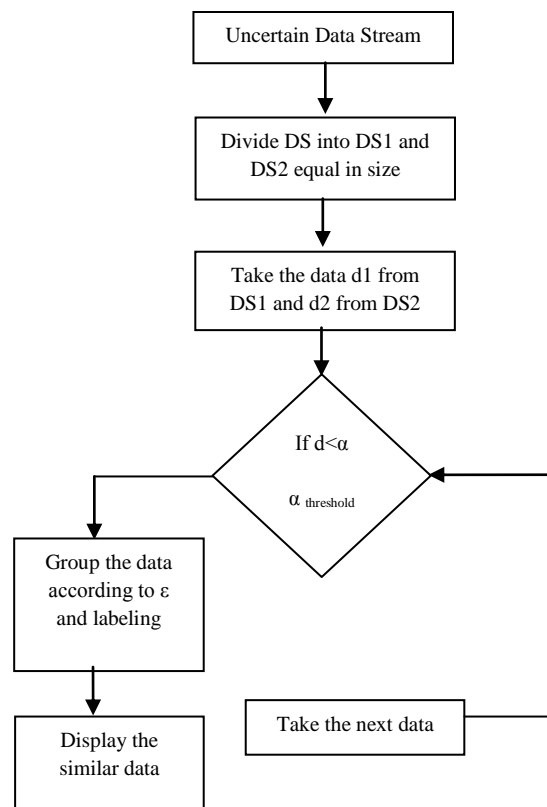 Uncertain Data Stream
Divide DS into DS1 and
DS2 equal in size
Take the data d1 from
DS1 and d2 from DS2
If d<α
α threshold
Group the data
according to ε
and labeling
Display the
similar data
Take the next data